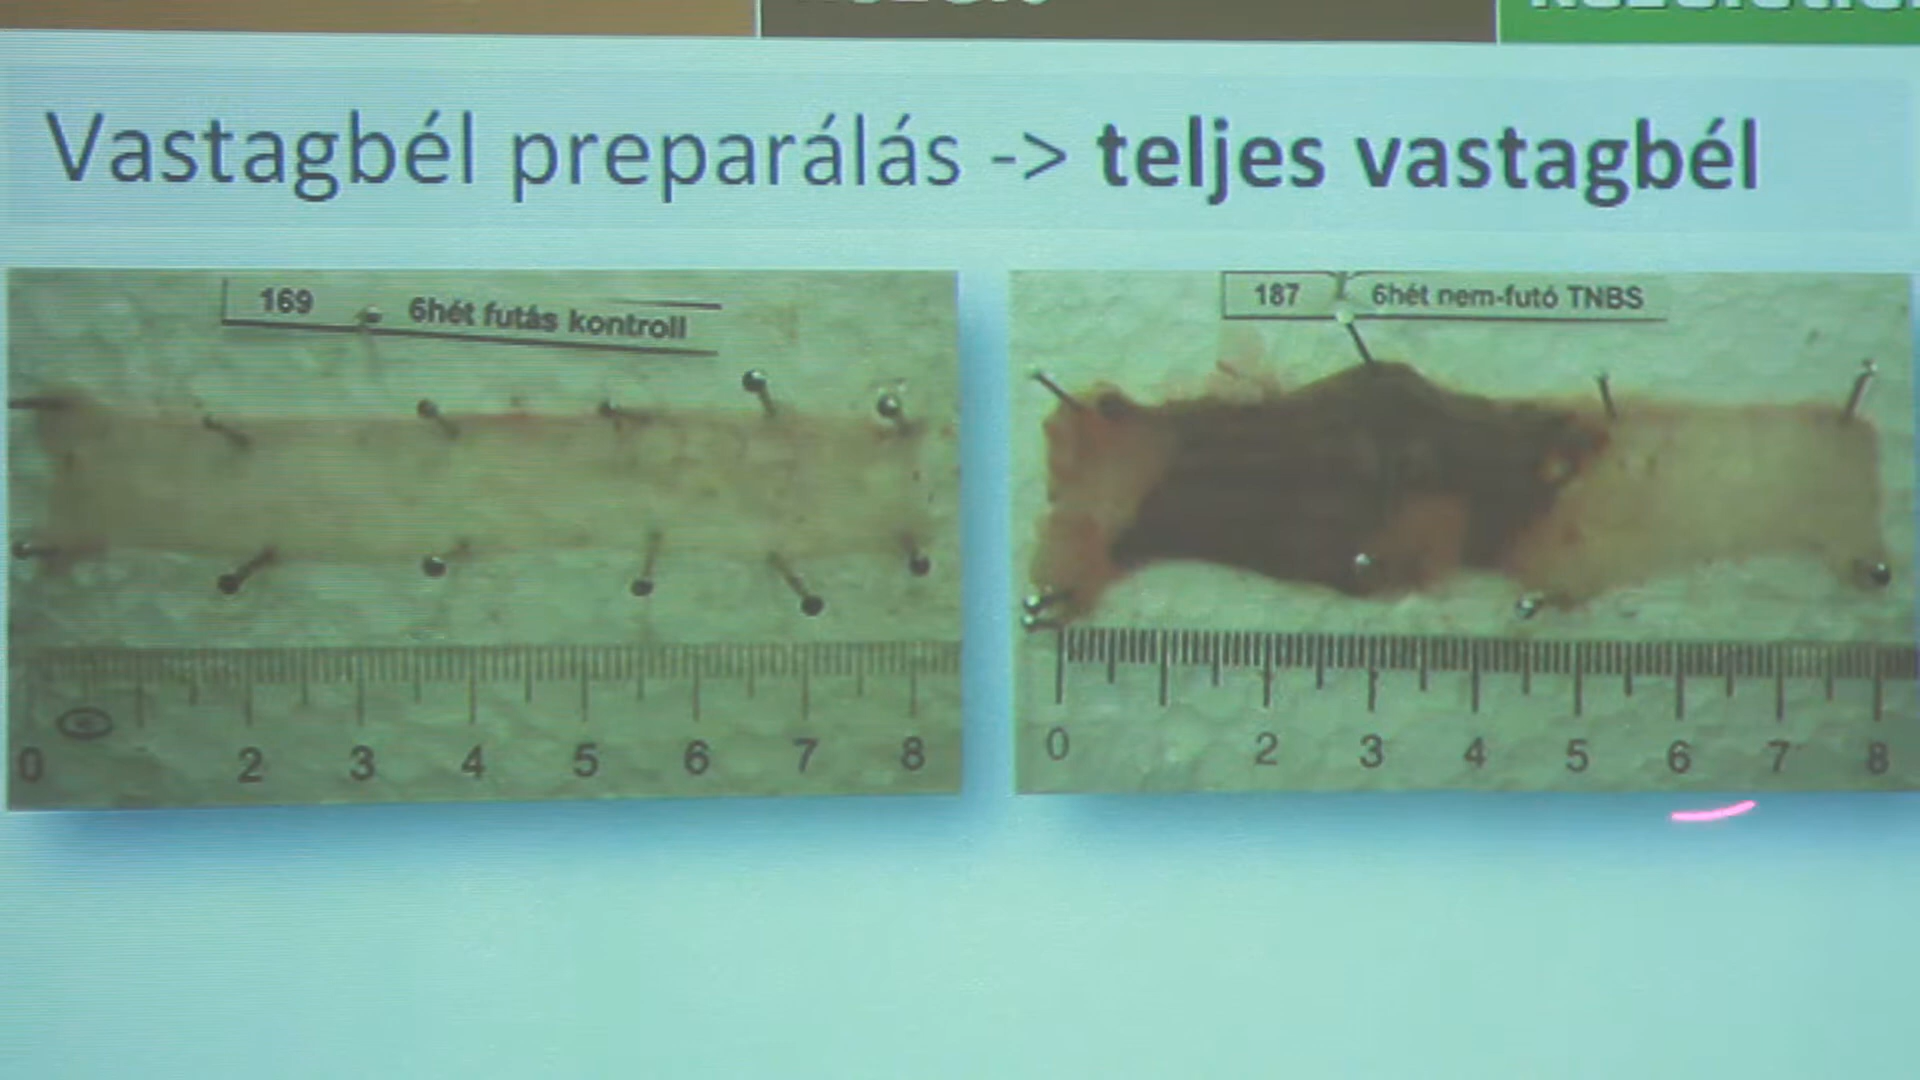 Vastagbél preparálás -> teljes vastagbél
169 6hét futás kontroll
187 6hét nem-futó TNBS
0 2 3 4 5 6 7 8
0 2 3 4 5 6 7 8